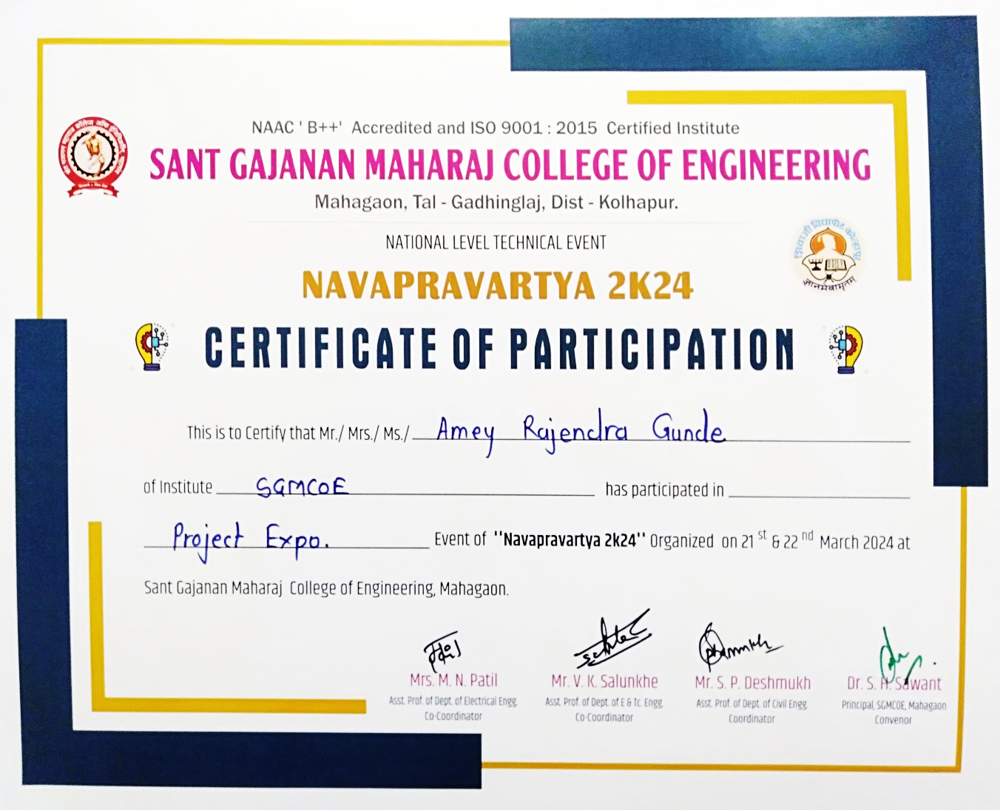 NAAC ' B++' Accredited and ISO 9001 : 2015 Certified Institute
SANT GAJANAN MAHARAJ COLLEGE OF ENGINEERING
Mahagaon, Tal - Gadhinglaj, Dist - Kolhapur.
शिवाजी विद्यापीठ कोल्हापूर
ज्ञानमेवामृतम्
NATIONAL LEVEL TECHNICAL EVENT
NAVAPRAVARTYA 2K24
CERTIFICATE OF PARTICIPATION
This is to Certify that Mr./ Mrs./ Ms./ Amey Rajendra Gunde
of Institute SGMCOE has participated in
Project Expo. Event of "Navapravartya 2k24" Organized on 21 st & 22 nd March 2024 at
Sant Gajanan Maharaj College of Engineering, Mahagaon.
Mrs. M. N. Patil Mr. V. K. Salunkhe Mr. S. P. Deshmukh Dr. S. H. Sawant
Asst. Prof. of Dept. of Electrical Engg. Asst. Prof. of Dept. of E & Tc. Engg. Asst. Prof. of Dept. of Civil Engg. Principal, SGMCOE, Mahagaon
Co-Coordinator Co-Coordinator Coordinator Convenor